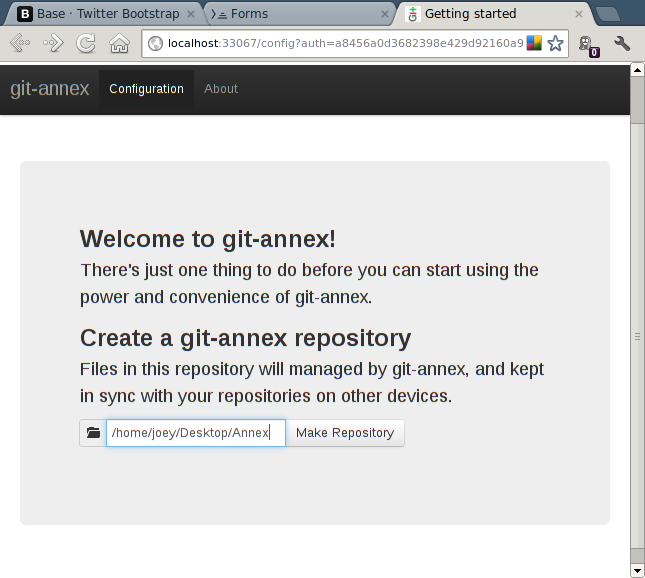 Base · Twitter Bootstrap
Forms
Getting started
localhost:33067/config?auth=a8456a0d3682398e429d92160a9
0
git-annex Configuration About
Welcome to git-annex!
There's just one thing to do before you can start using the
power and convenience of git-annex.
Create a git-annex repository
Files in this repository will managed by git-annex, and kept
in sync with your repositories on other devices.
/home/joey/Desktop/Annex Make Repository